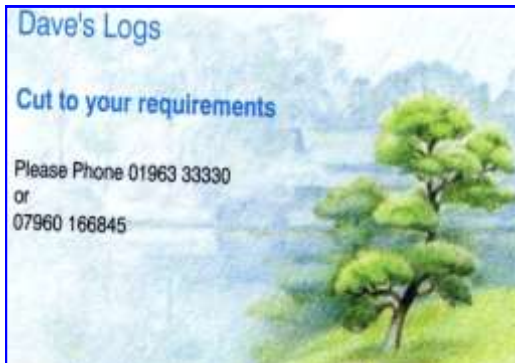 Dave's Logs
Cut to your requirements
Please Phone 01963 33330
or
07960 166845